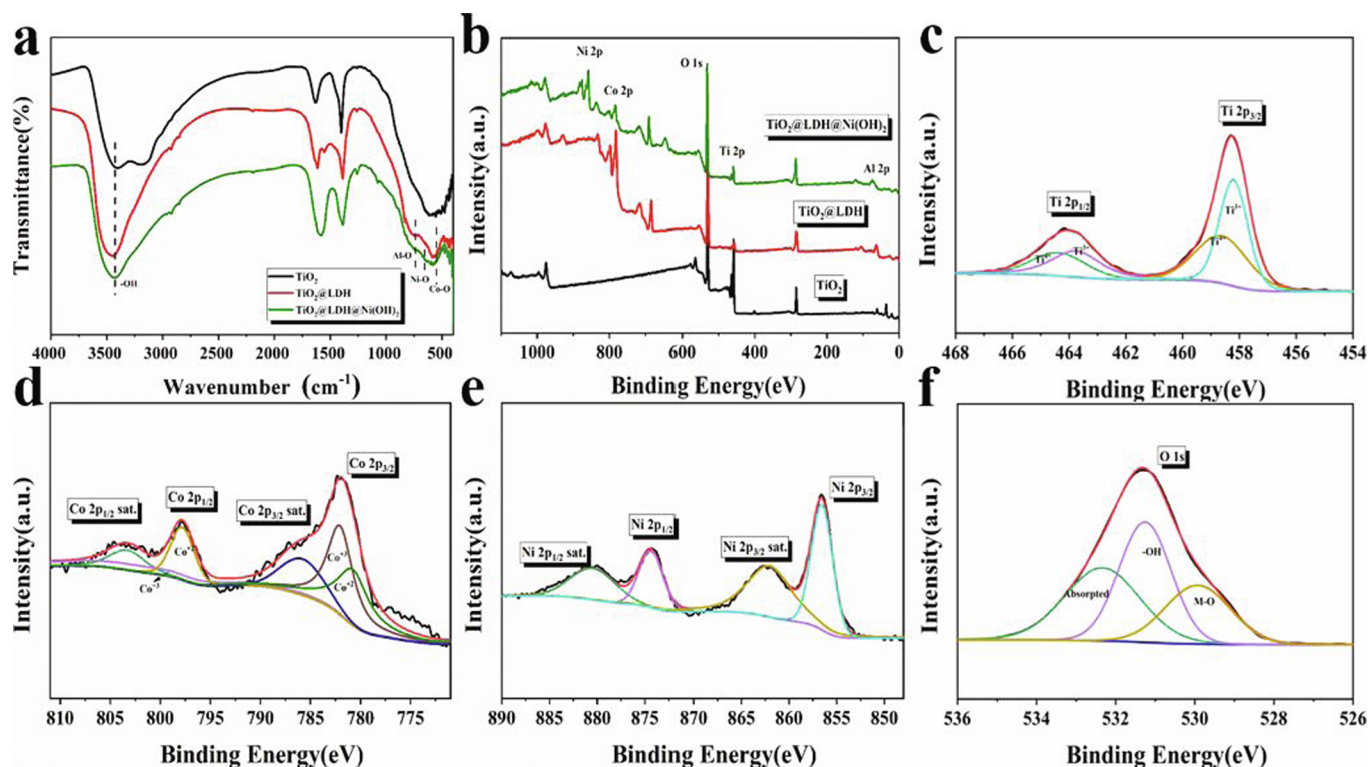 a
Transmittance(%)
-OH
Al-O
Ni-O
Co-O
TiO₂
TiO₂@LDH
TiO₂@LDH@Ni(OH)₂
4000 3500 3000 2500 2000 1500 1000 500
Wavenumber (cm⁻¹)
b
Intensity(a.u.)
Ni 2p
Co 2p
O 1s
Ti 2p
Al 2p
TiO₂@LDH@Ni(OH)₂
TiO₂@LDH
TiO₂
1000 800 600 400 200 0
Binding Energy(eV)
c
Intensity(a.u.)
Ti 2p₃/₂
Ti 2p₁/₂
Ti³⁺
Ti⁴⁺
Ti³⁺
468 466 464 462 460 458 456 454
Binding Energy(eV)
d
Intensity(a.u.)
Co 2p₃/₂
Co 2p₁/₂
Co 2p₁/₂ sat.
Co 2p₃/₂ sat.
Co⁺³
Co⁺²
Co⁺²
Co⁺³
810 805 800 795 790 785 780 775
Binding Energy(eV)
e
Intensity(a.u.)
Ni 2p₃/₂
Ni 2p₁/₂
Ni 2p₁/₂ sat.
Ni 2p₃/₂ sat.
890 885 880 875 870 865 860 855 850
Binding Energy(eV)
f
Intensity(a.u.)
O 1s
-OH
Absorpted
M-O
536 534 532 530 528 526
Binding Energy(eV)